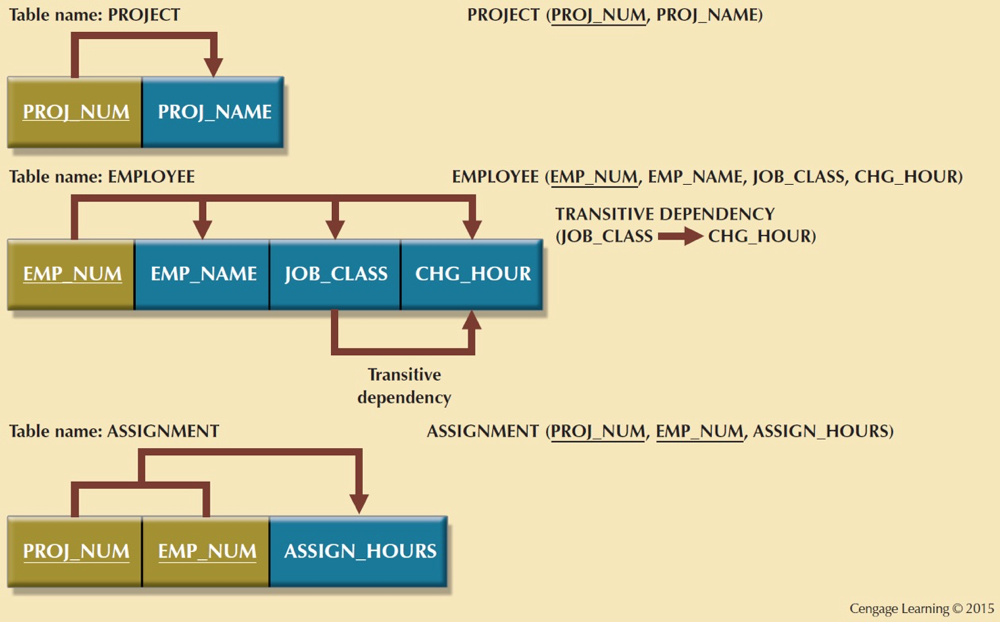 Table name: PROJECT
PROJECT (PROJ_NUM, PROJ_NAME)
PROJ_NUM
PROJ_NAME
Table name: EMPLOYEE
EMPLOYEE (EMP_NUM, EMP_NAME, JOB_CLASS, CHG_HOUR)
TRANSITIVE DEPENDENCY
(JOB_CLASS CHG_HOUR)
EMP_NUM
EMP_NAME
JOB_CLASS
CHG_HOUR
Transitive
dependency
Table name: ASSIGNMENT
ASSIGNMENT (PROJ_NUM, EMP_NUM, ASSIGN_HOURS)
PROJ_NUM
EMP_NUM
ASSIGN_HOURS
Cengage Learning © 2015